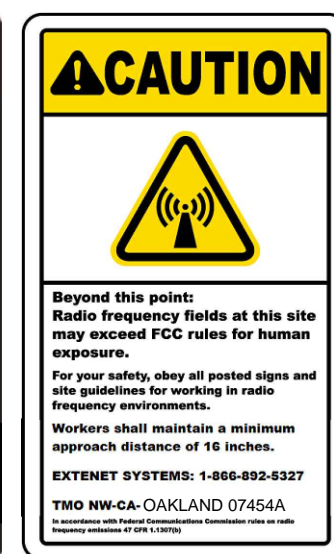 CAUTION
Beyond this point:
Radio frequency fields at this site
may exceed FCC rules for human
exposure.
For your safety, obey all posted signs and
site guidelines for working in radio
frequency environments.
Workers shall maintain a minimum
approach distance of 16 inches.
EXTENET SYSTEMS: 1-866-892-5327
TMO NW-CA-OAKLAND 07454A
In accordance with Federal Communications Commission rules on radio
frequency emissions 47 CFR 1.1307(b)